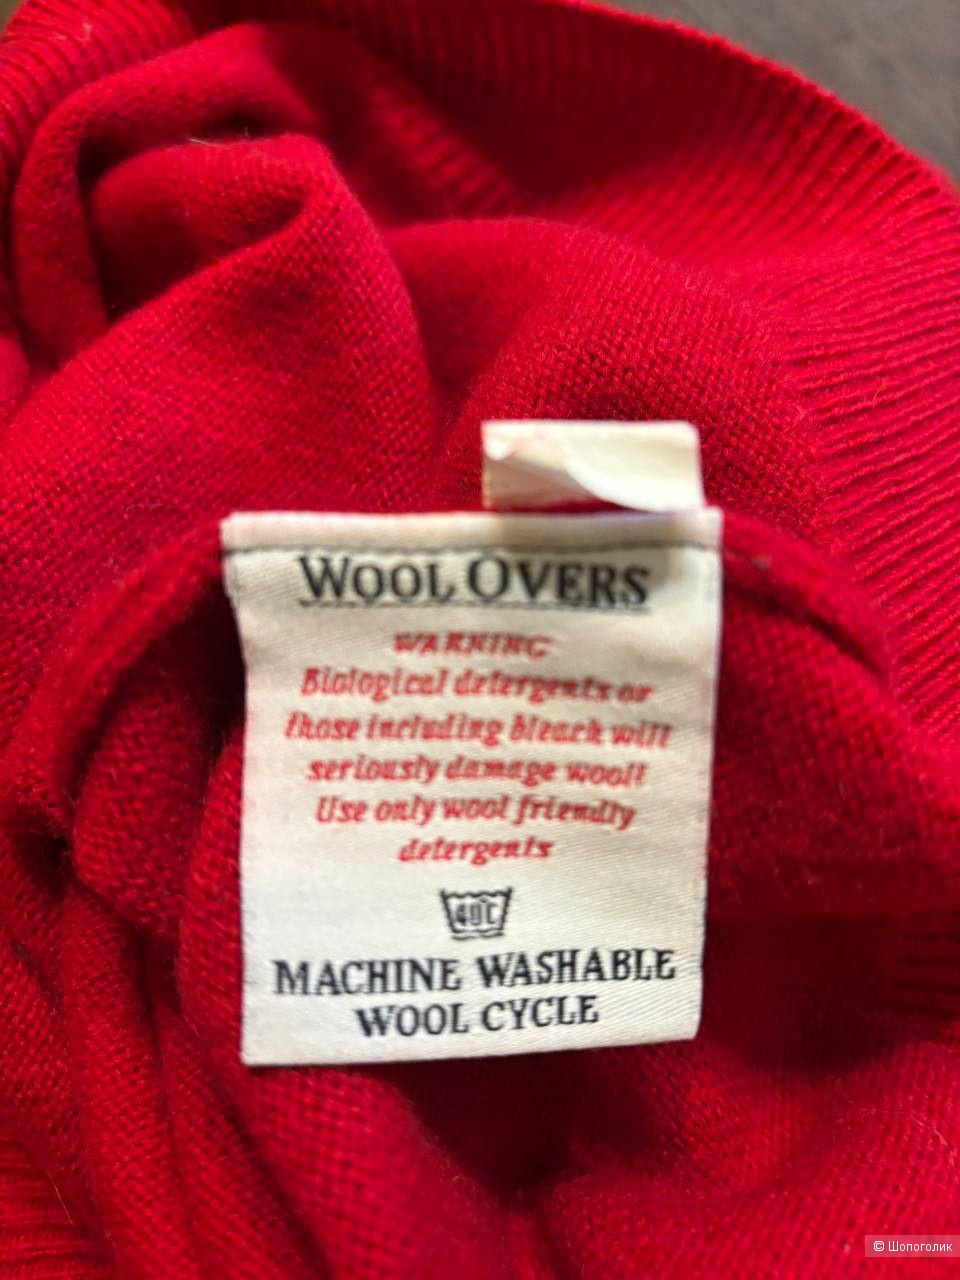 WOOL OVERS
WARNING
Biological detergents or
those including bleach will
seriously damage wool!
Use only wool friendly
detergents
40°C
MACHINE WASHABLE
WOOL CYCLE
© Шопоголик